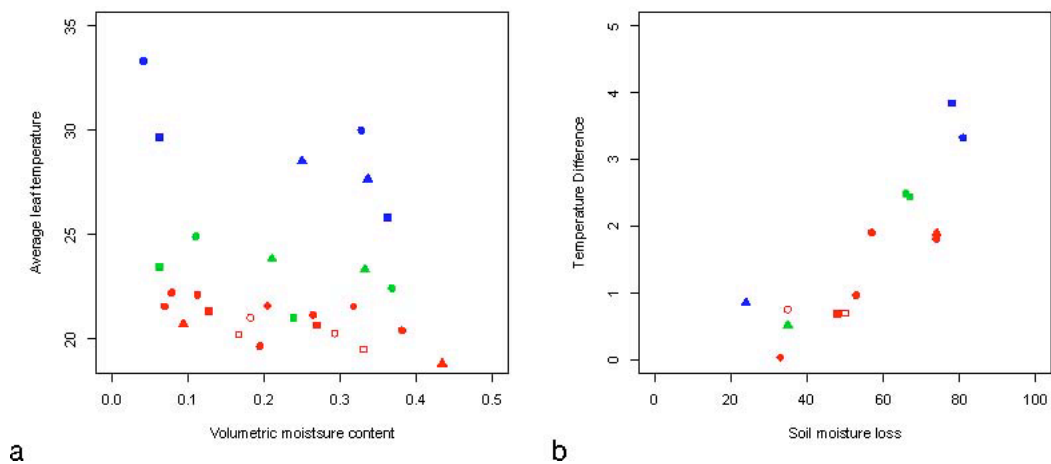 35
30
25
20
Average leaf temperature
0.0 0.1 0.2 0.3 0.4 0.5
Volumetric moistsure content
a
5
4
3
2
1
0
Temperature Difference
0 20 40 60 80 100
Soil moisture loss
b